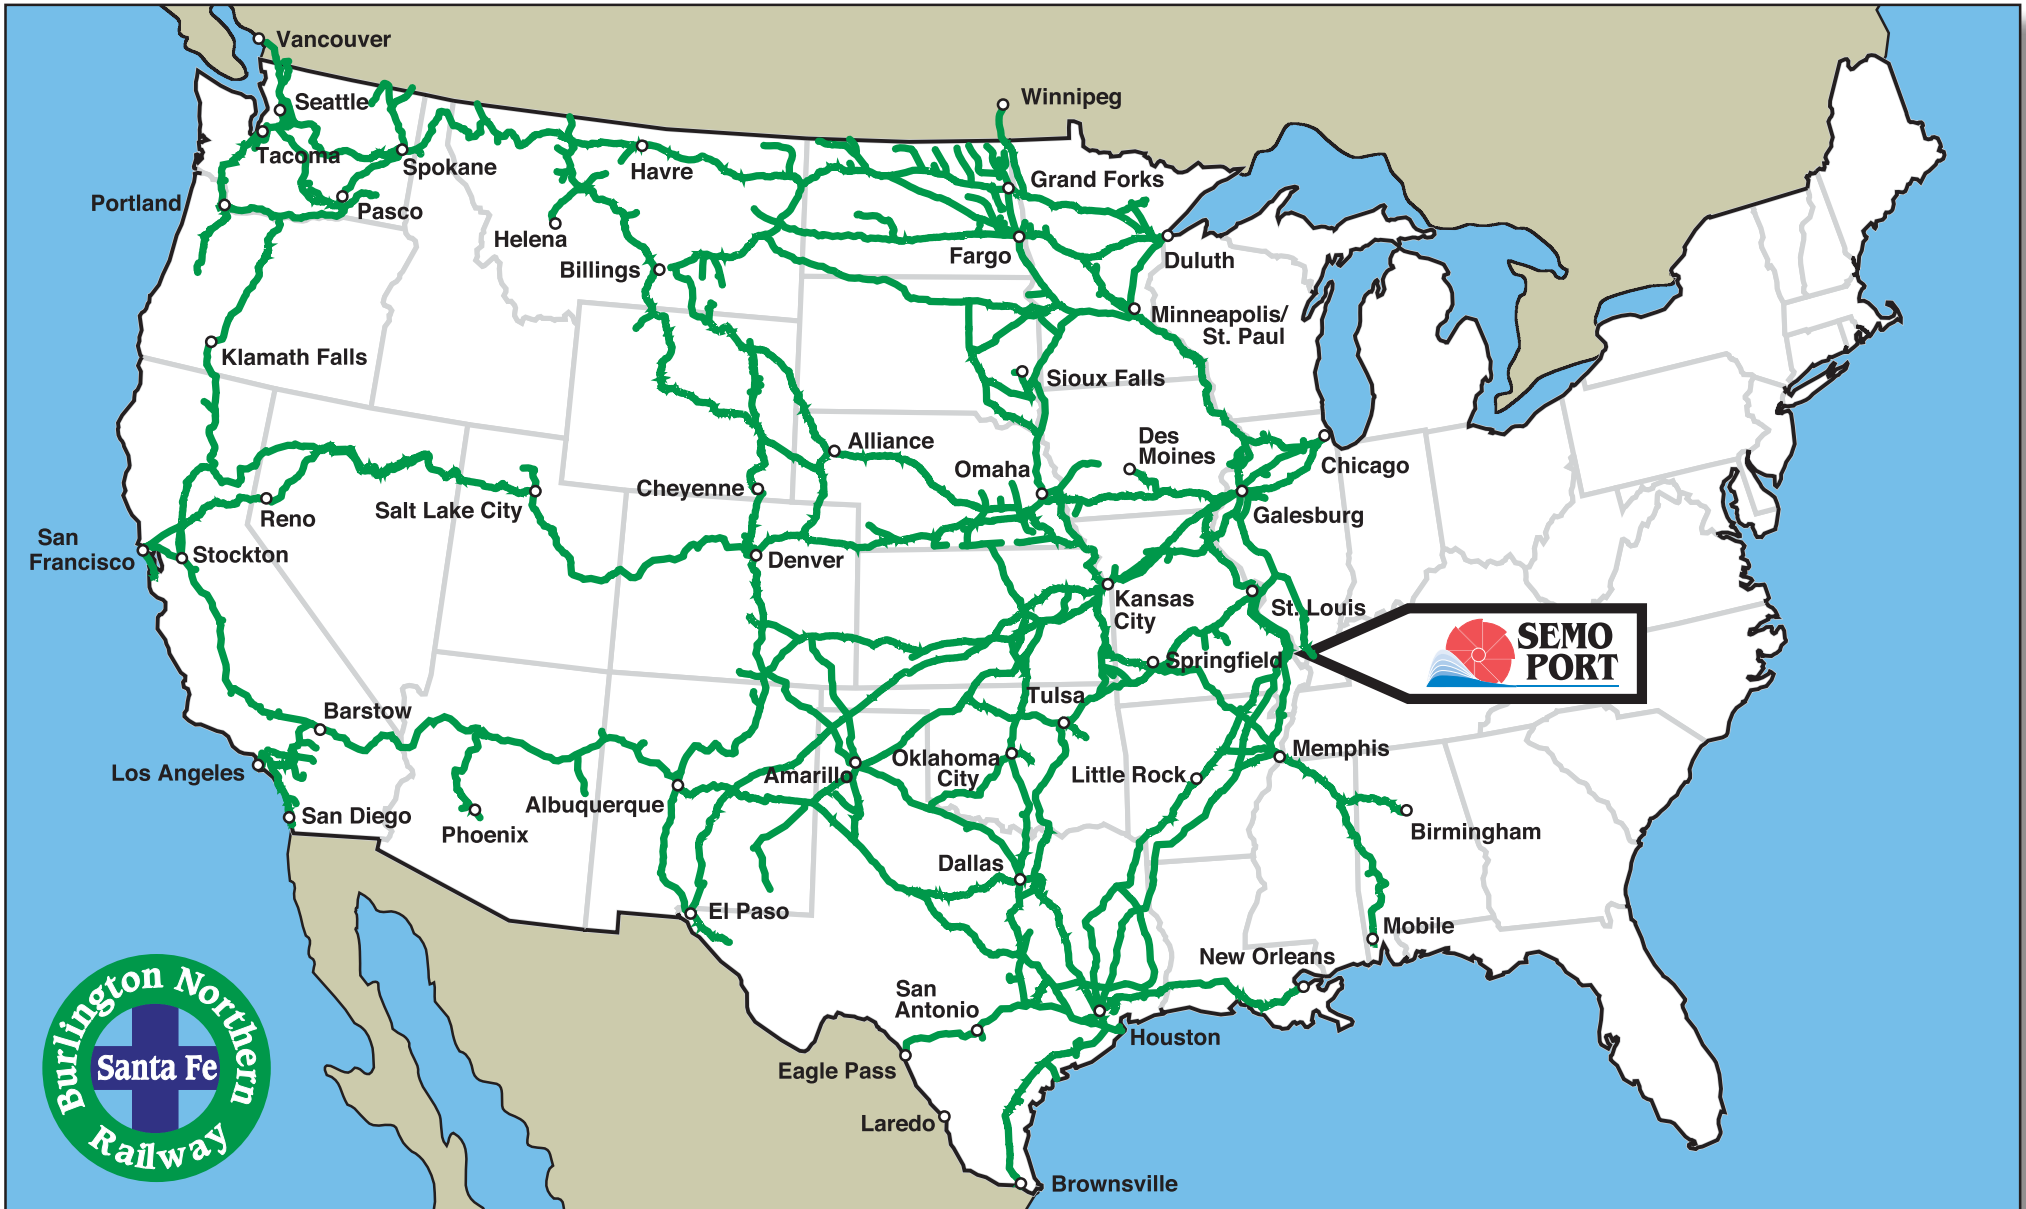 Vancouver
Winnipeg
Seattle
Tacoma
Spokane
Havre
Grand Forks
Portland
Pasco
Helena
Fargo
Billings
Duluth
Minneapolis/
St. Paul
Klamath Falls
Sioux Falls
Alliance
Des
Moines
Omaha
Chicago
Cheyenne
Salt Lake City
Reno
Galesburg
San
Francisco
Stockton
Denver
Kansas
City
St. Louis
SEMO
PORT
Springfield
Tulsa
Barstow
Memphis
Los Angeles
Amarillo
Oklahoma
City
Little Rock
Albuquerque
San Diego
Phoenix
Birmingham
Dallas
El Paso
Mobile
New Orleans
San
Antonio
Houston
Eagle Pass
Laredo
Brownsville
Burlington Northern
Santa Fe
Railway